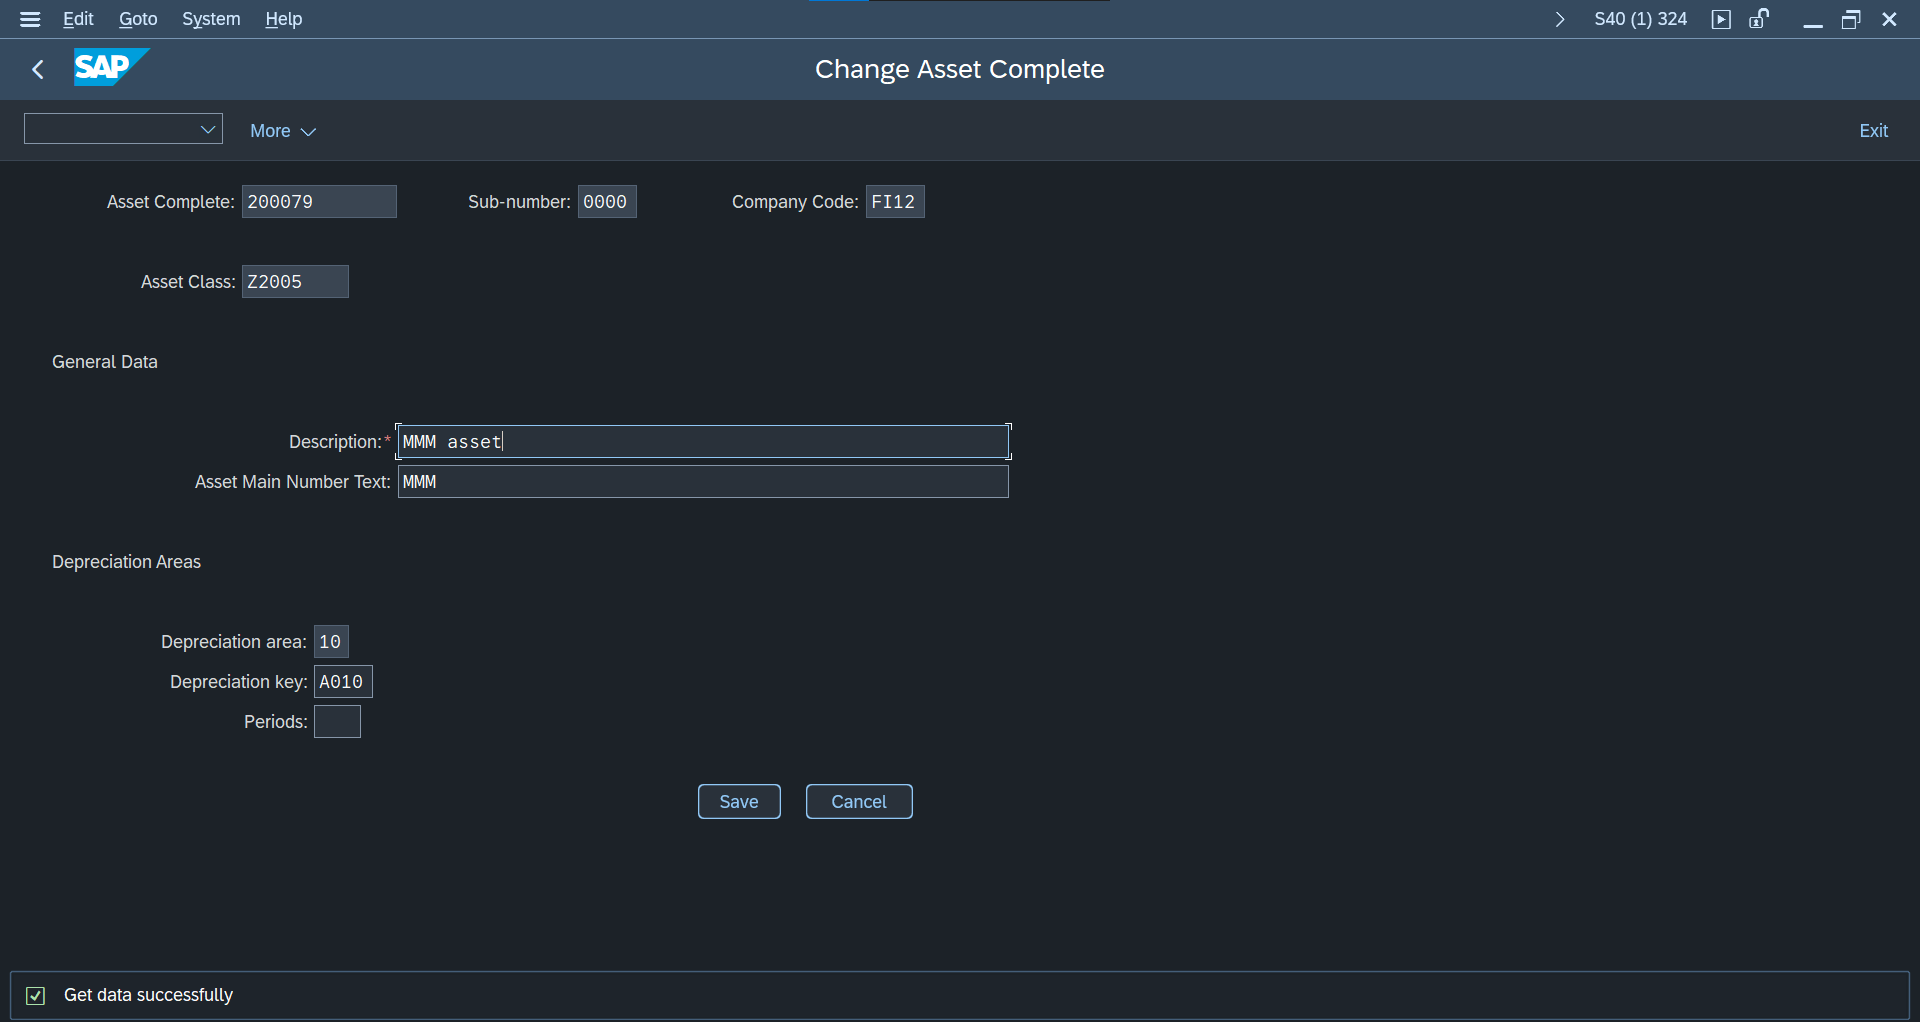 Edit Goto System Help S40 (1) 324
SAP Change Asset Complete
More Exit
Asset Complete: 200079 Sub-number: 0000 Company Code: FI12
Asset Class: Z2005
General Data
Description:* MMM asset
Asset Main Number Text: MMM
Depreciation Areas
Depreciation area: 10
Depreciation key: A010
Periods:
Save Cancel
Get data successfully